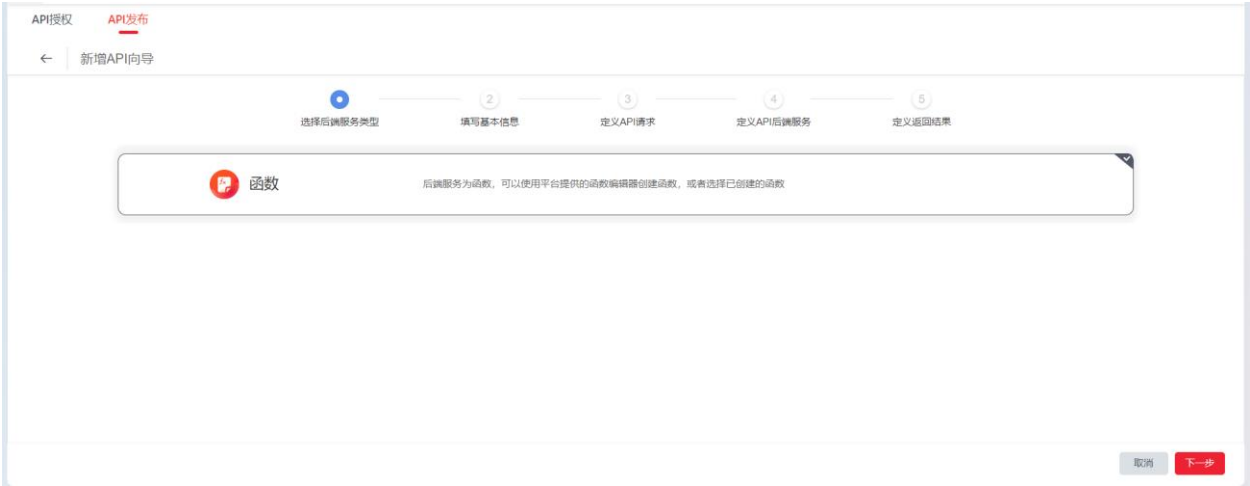 API授权 API发布
新增API向导
2 3 4 5
选择后端服务类型 填写基本信息 定义API请求 定义API后端服务 定义返回结果
函数 后端服务为函数，可以使用平台提供的函数编辑器创建函数，或者选择已创建的函数
取消 下一步